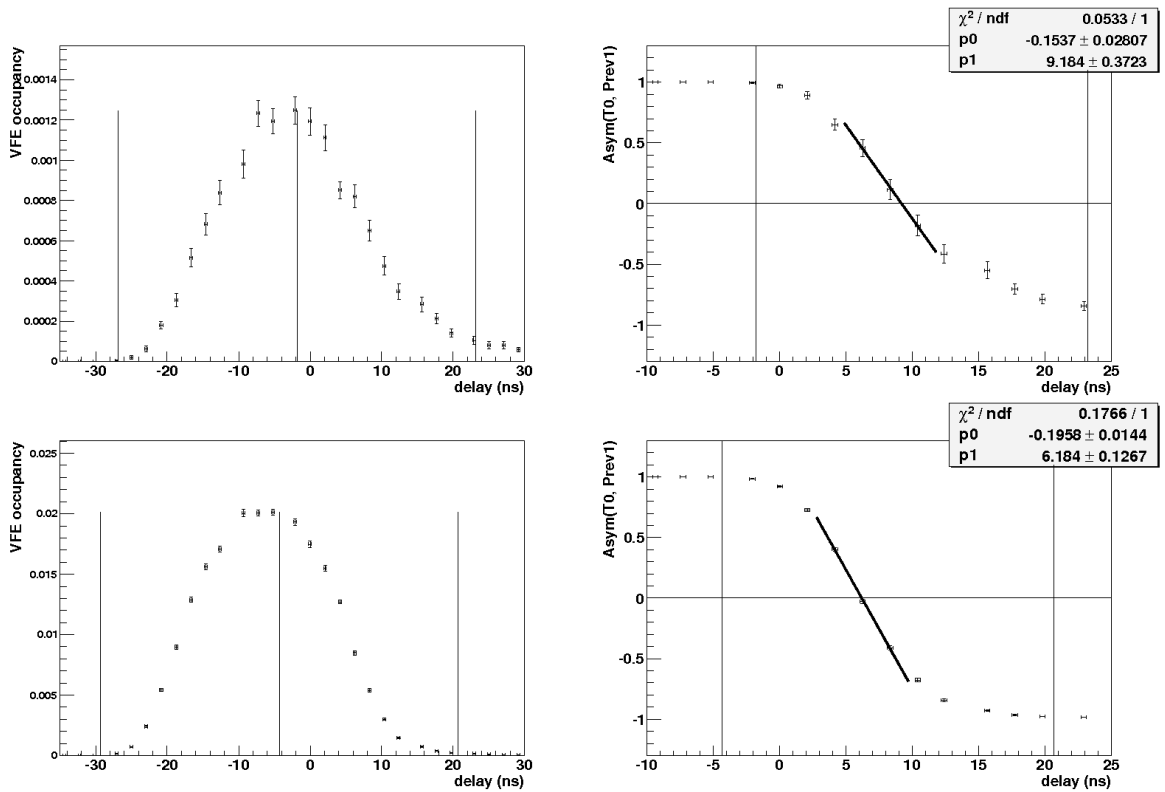 VFE occupancy
0.0014
0.0012
0.001
0.0008
0.0006
0.0004
0.0002
0
-30 -20 -10 0 10 20 30
delay (ns)
χ² / ndf 0.0533 / 1
p0 -0.1537 ± 0.02807
p1 9.184 ± 0.3723
Asym(T0, Prev1)
1
0.5
0
-0.5
-1
-10 -5 0 5 10 15 20 25
delay (ns)
VFE occupancy
0.025
0.02
0.015
0.01
0.005
0
-30 -20 -10 0 10 20 30
delay (ns)
χ² / ndf 0.1766 / 1
p0 -0.1958 ± 0.0144
p1 6.184 ± 0.1267
Asym(T0, Prev1)
1
0.5
0
-0.5
-1
-10 -5 0 5 10 15 20 25
delay (ns)